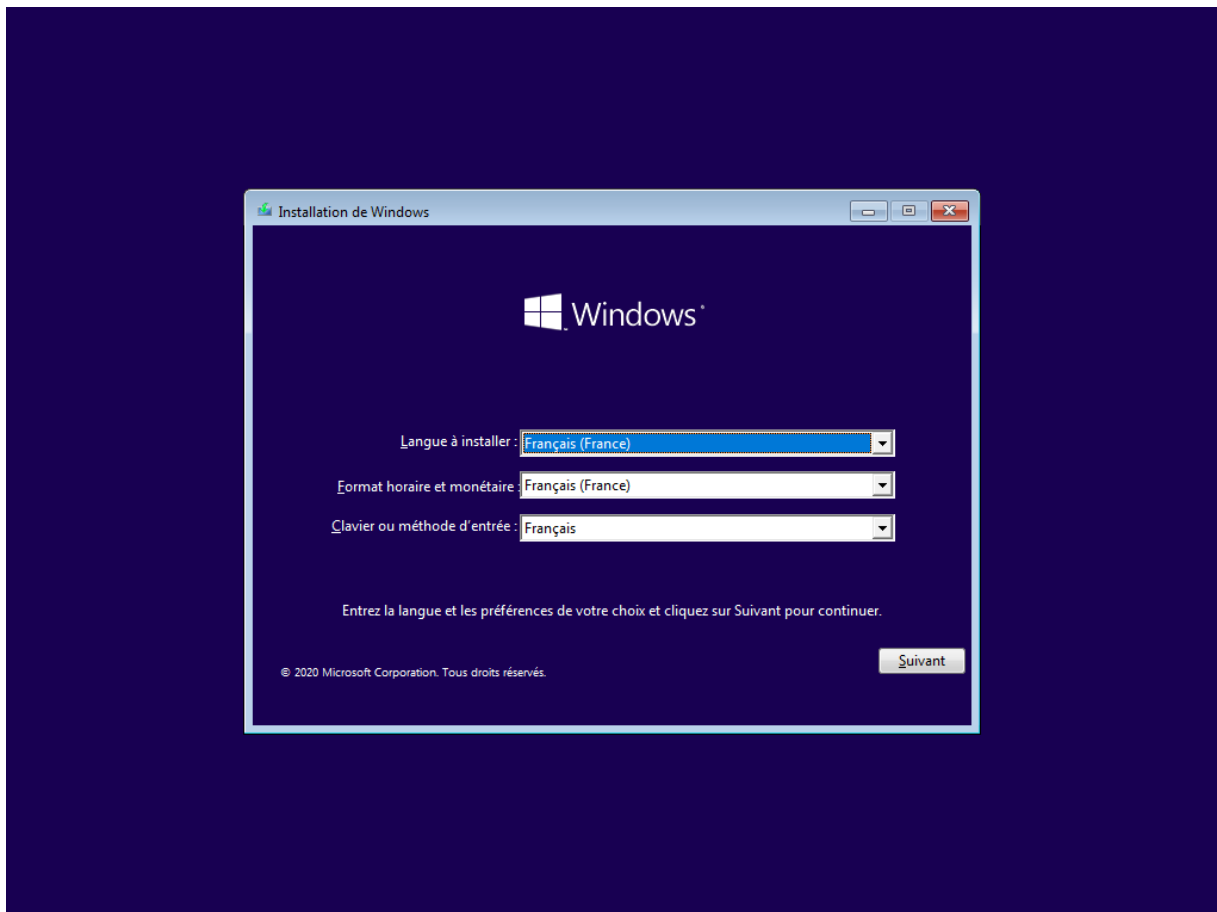 Installation de Windows
Windows
Langue à installer : Français (France)
Format horaire et monétaire : Français (France)
Clavier ou méthode d'entrée : Français
Entrez la langue et les préférences de votre choix et cliquez sur Suivant pour continuer.
Suivant
© 2020 Microsoft Corporation. Tous droits réservés.